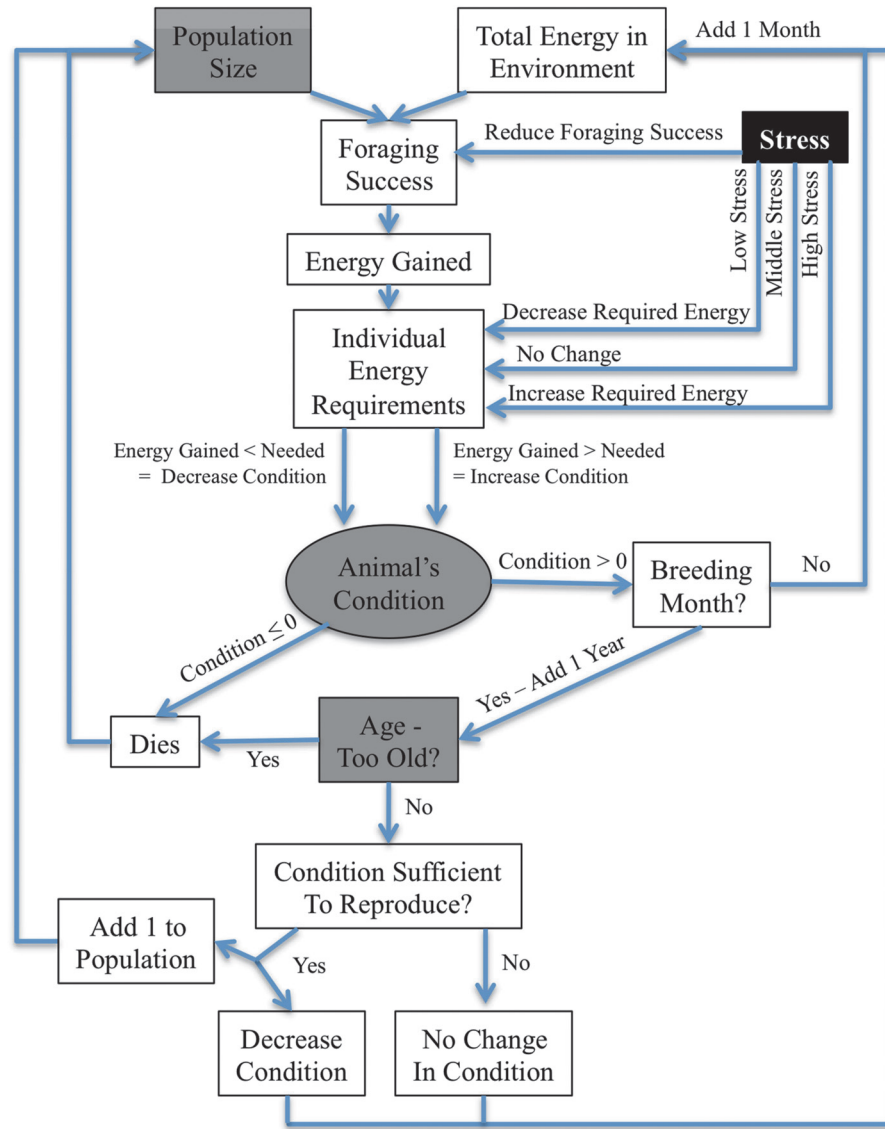 Population
Size
Total Energy in
Environment
Add 1 Month
Foraging
Success
Reduce Foraging Success
Stress
Low Stress
Middle Stress
High Stress
Energy Gained
Decrease Required Energy
Individual
Energy
Requirements
No Change
Increase Required Energy
Energy Gained < Needed
= Decrease Condition
Energy Gained > Needed
= Increase Condition
Animal's
Condition
Condition > 0
Breeding
Month?
No
Condition ≤ 0
Yes – Add 1 Year
Dies
Yes
Age -
Too Old?
No
Condition Sufficient
To Reproduce?
Add 1 to
Population
Yes
No
Decrease
Condition
No Change
In Condition